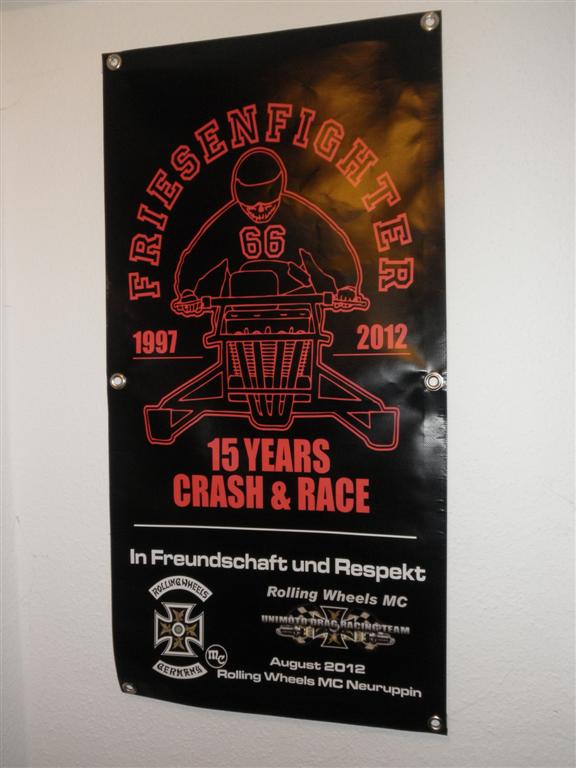 FRIESENFIGHTER
66
1997 2012
15 YEARS
CRASH & RACE
In Freundschaft und Respekt
ROLLING WHEELS
GERMANY
MC
Rolling Wheels MC
UNIMOTO DRAG RACING TEAM
August 2012
Rolling Wheels MC Neuruppin